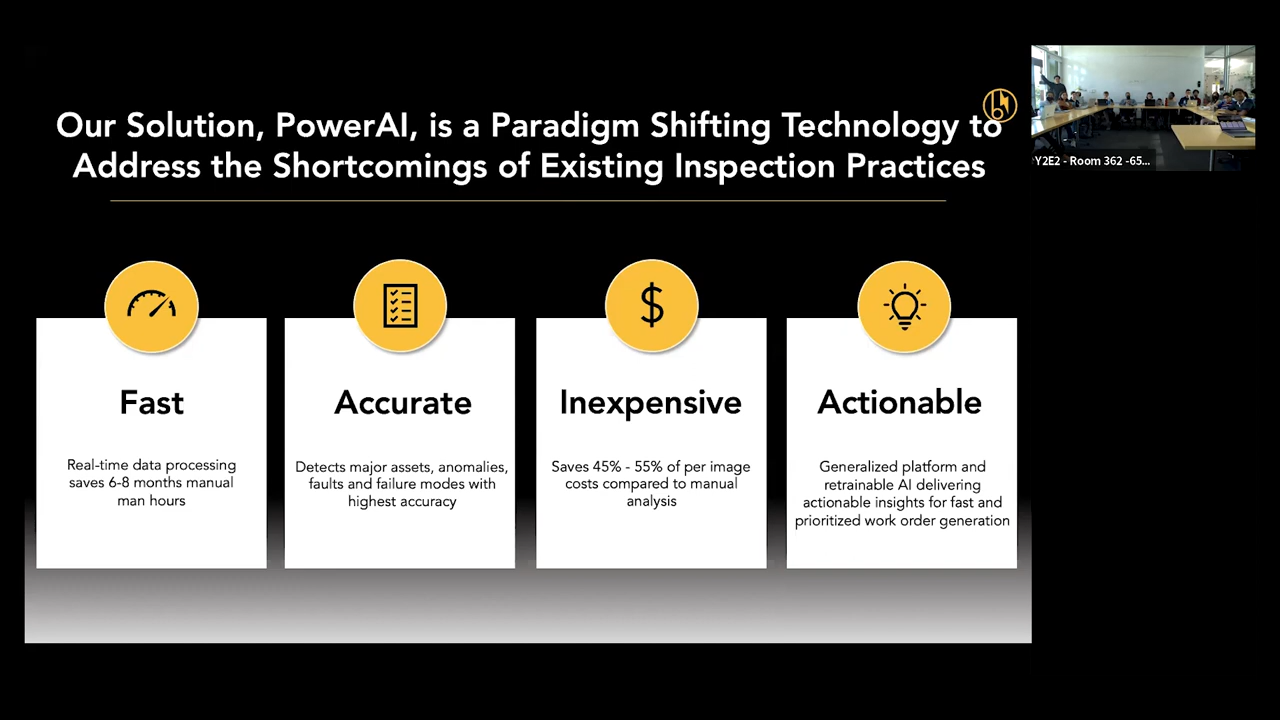 Our Solution, PowerAI, is a Paradigm Shifting Technology to
Address the Shortcomings of Existing Inspection Practices
Y2E2 - Room 362 -65...
Fast
Real-time data processing
saves 6-8 months manual
man hours
Accurate
Detects major assets, anomalies,
faults and failure modes with
highest accuracy
Inexpensive
Saves 45% - 55% of per image
costs compared to manual
analysis
Actionable
Generalized platform and
retrainable AI delivering
actionable insights for fast and
prioritized work order generation